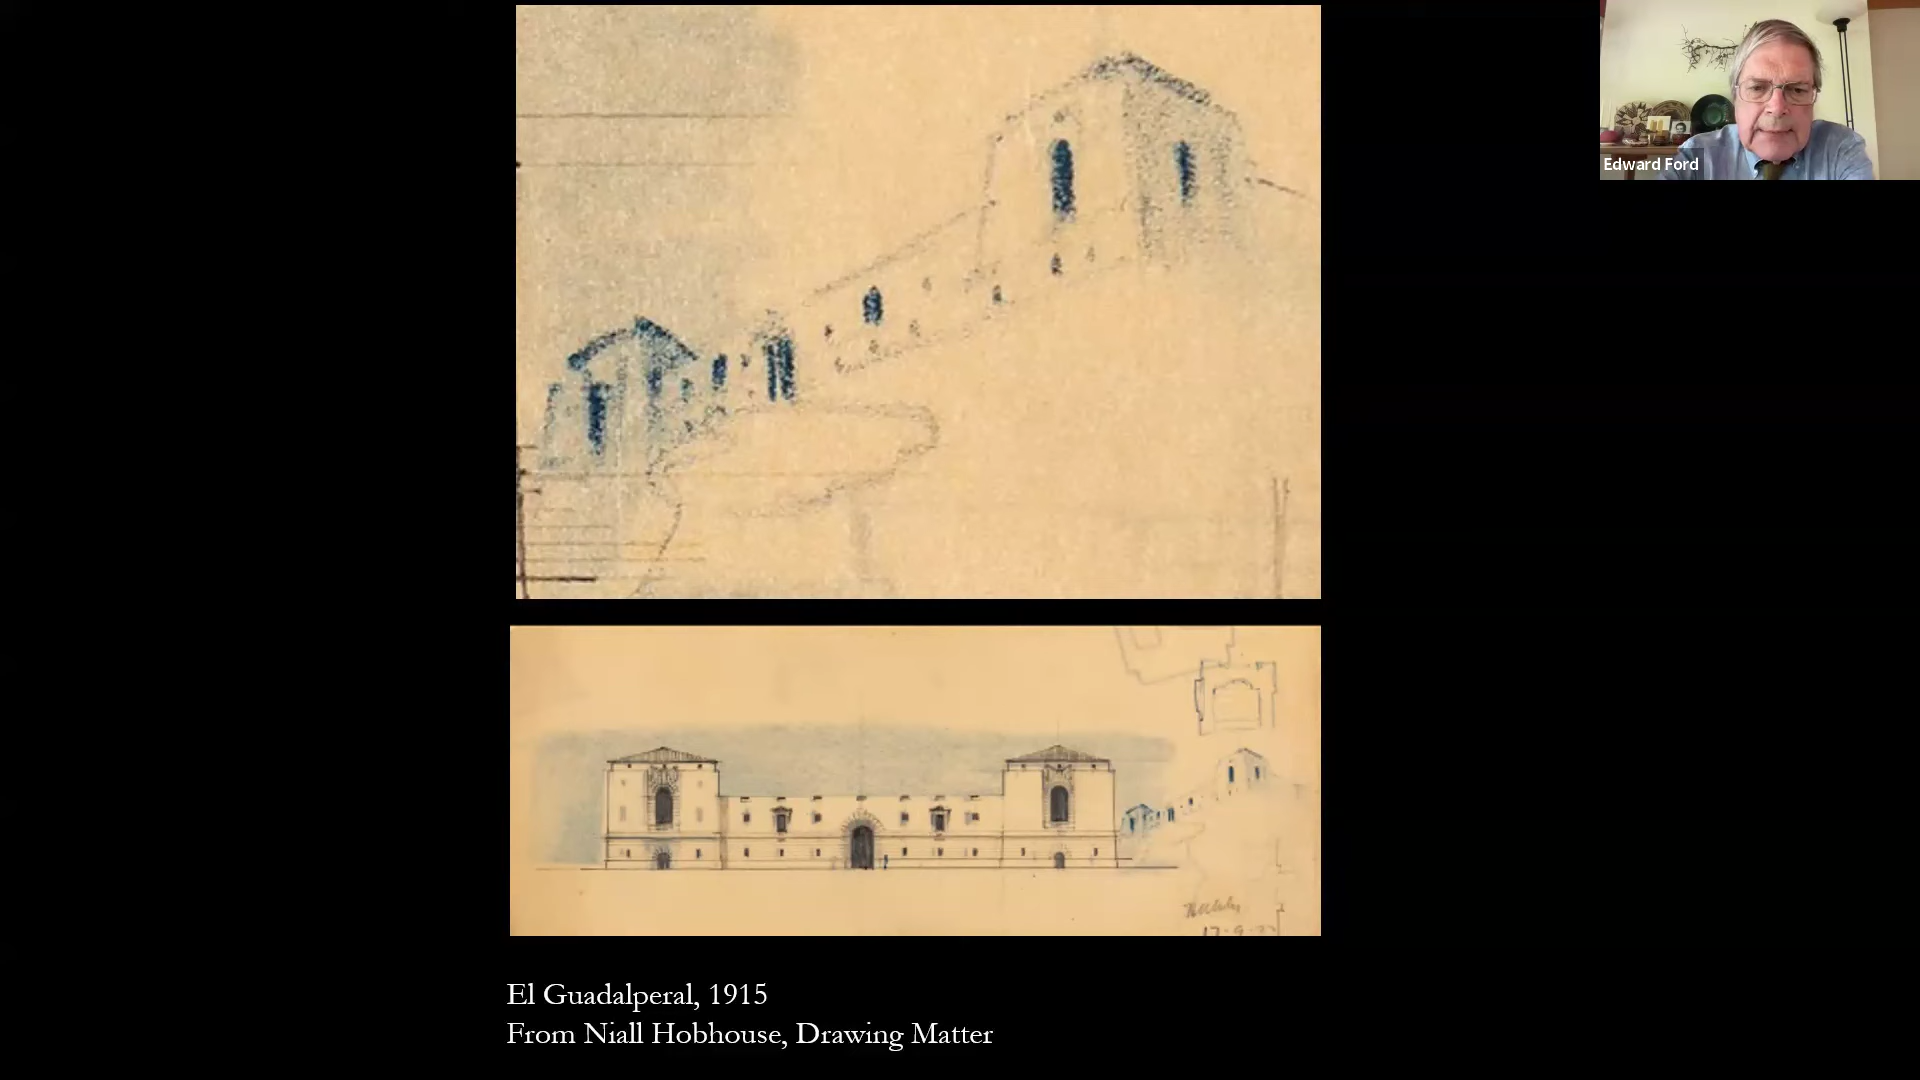 Edward Ford
El Guadalperal, 1915
From Niall Hobhouse, Drawing Matter